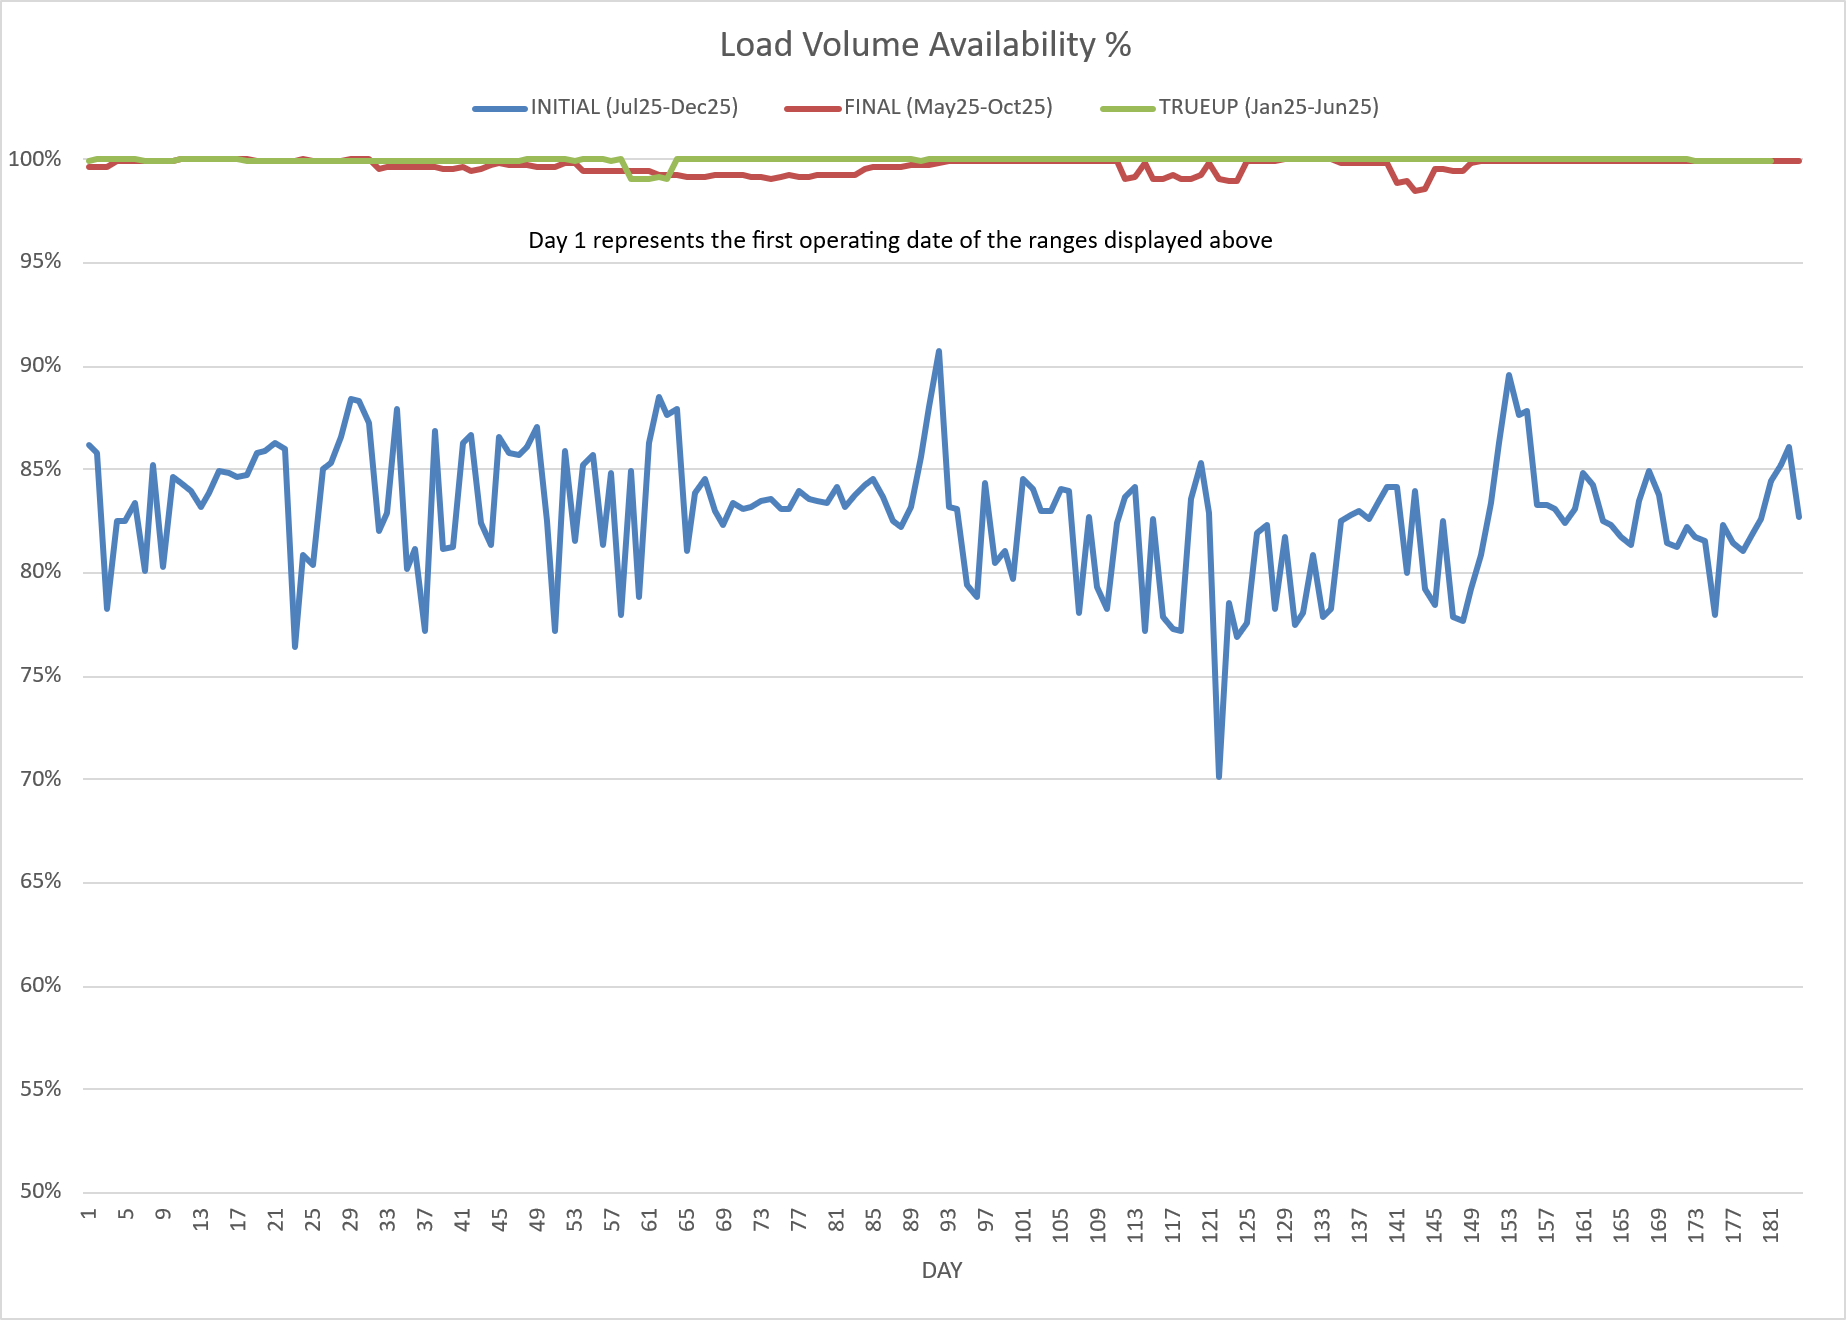 Load Volume Availability %
INITIAL (Jul25-Dec25) FINAL (May25-Oct25) TRUEUP (Jan25-Jun25)
100%
Day 1 represents the first operating date of the ranges displayed above
95%
90%
85%
80%
75%
70%
65%
60%
55%
50%
1 5 9 13 17 21 25 29 33 37 41 45 49 53 57 61 65 69 73 77 81 85 89 93 97 101 105 109 113 117 121 125 129 133 137 141 145 149 153 157 161 165 169 173 177 181
DAY